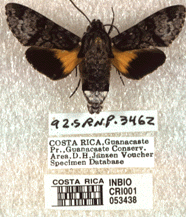 92-SRNP-3462
COSTA RICA, Guanacaste
Pr., Guanacaste Conserv.
Area, D.H. Janzen Voucher
Specimen Database
COSTA RICA
INBIO
CRI001
053438